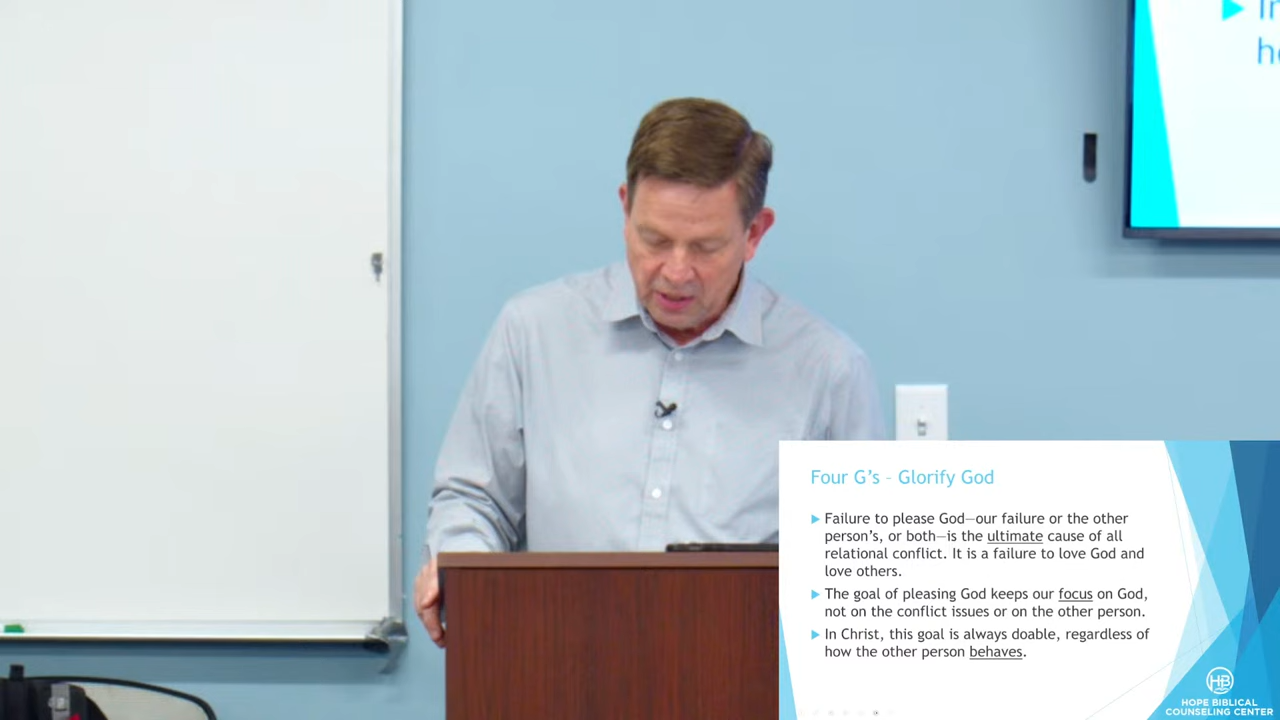 In
Four G’s – Glorify God
▶ Failure to please God—our failure or the other
person’s, or both—is the ultimate cause of all
relational conflict. It is a failure to love God and
love others.
▶ The goal of pleasing God keeps our focus on God,
not on the conflict issues or on the other person.
▶ In Christ, this goal is always doable, regardless of
how the other person behaves.
HB
HOPE BIBLICAL
COUNSELING CENTER